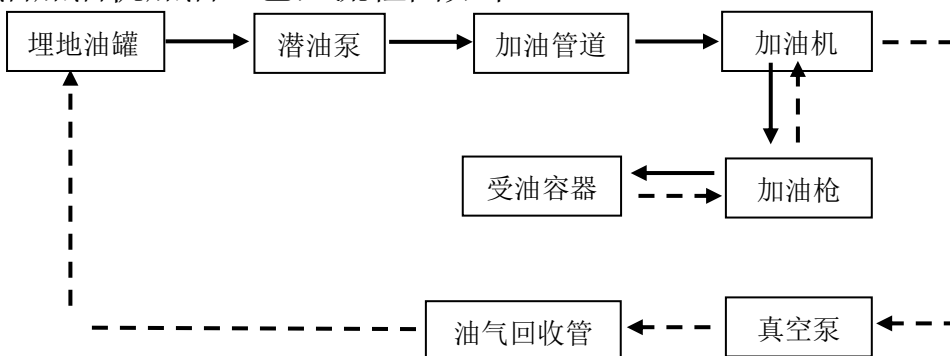 埋地油罐
潜油泵
加油管道
加油机
受油容器
加油枪
油气回收管
真空泵